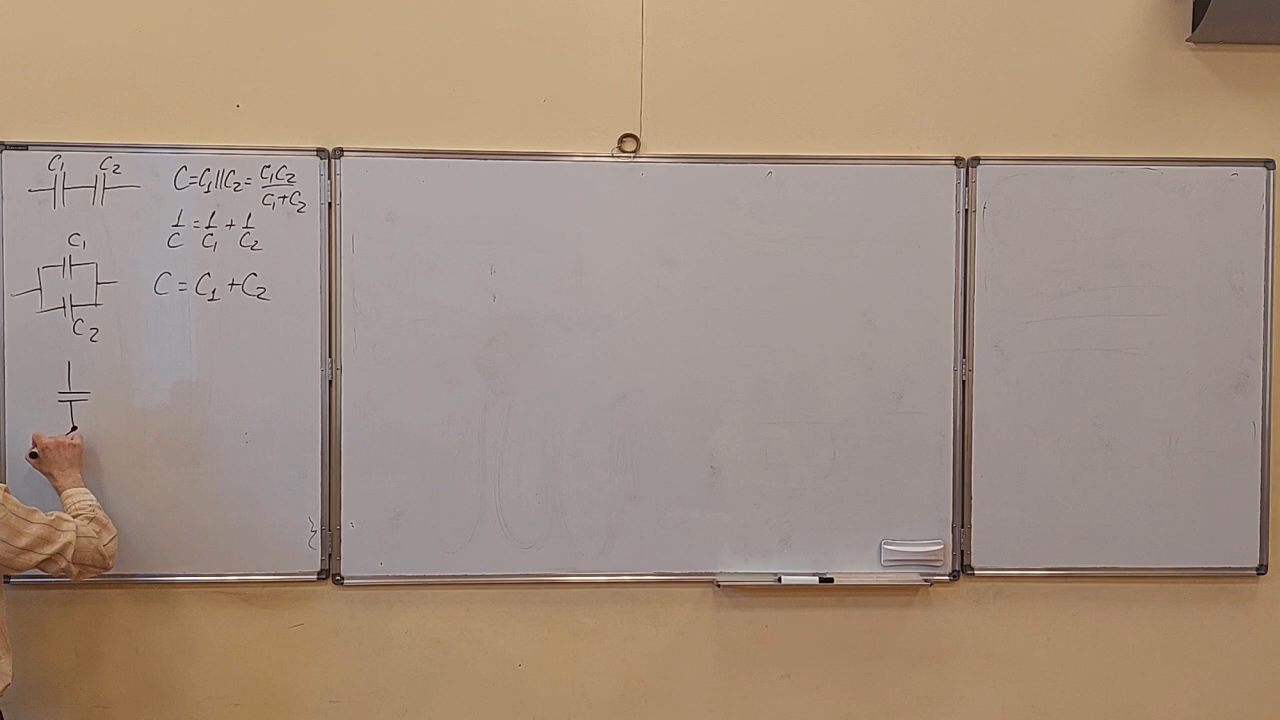 C₁ C₂
C=C₁||C₂= C₁C₂/C₁+C₂
1/C = 1/C₁ + 1/C₂
C₁
C = C₁ + C₂
C₂